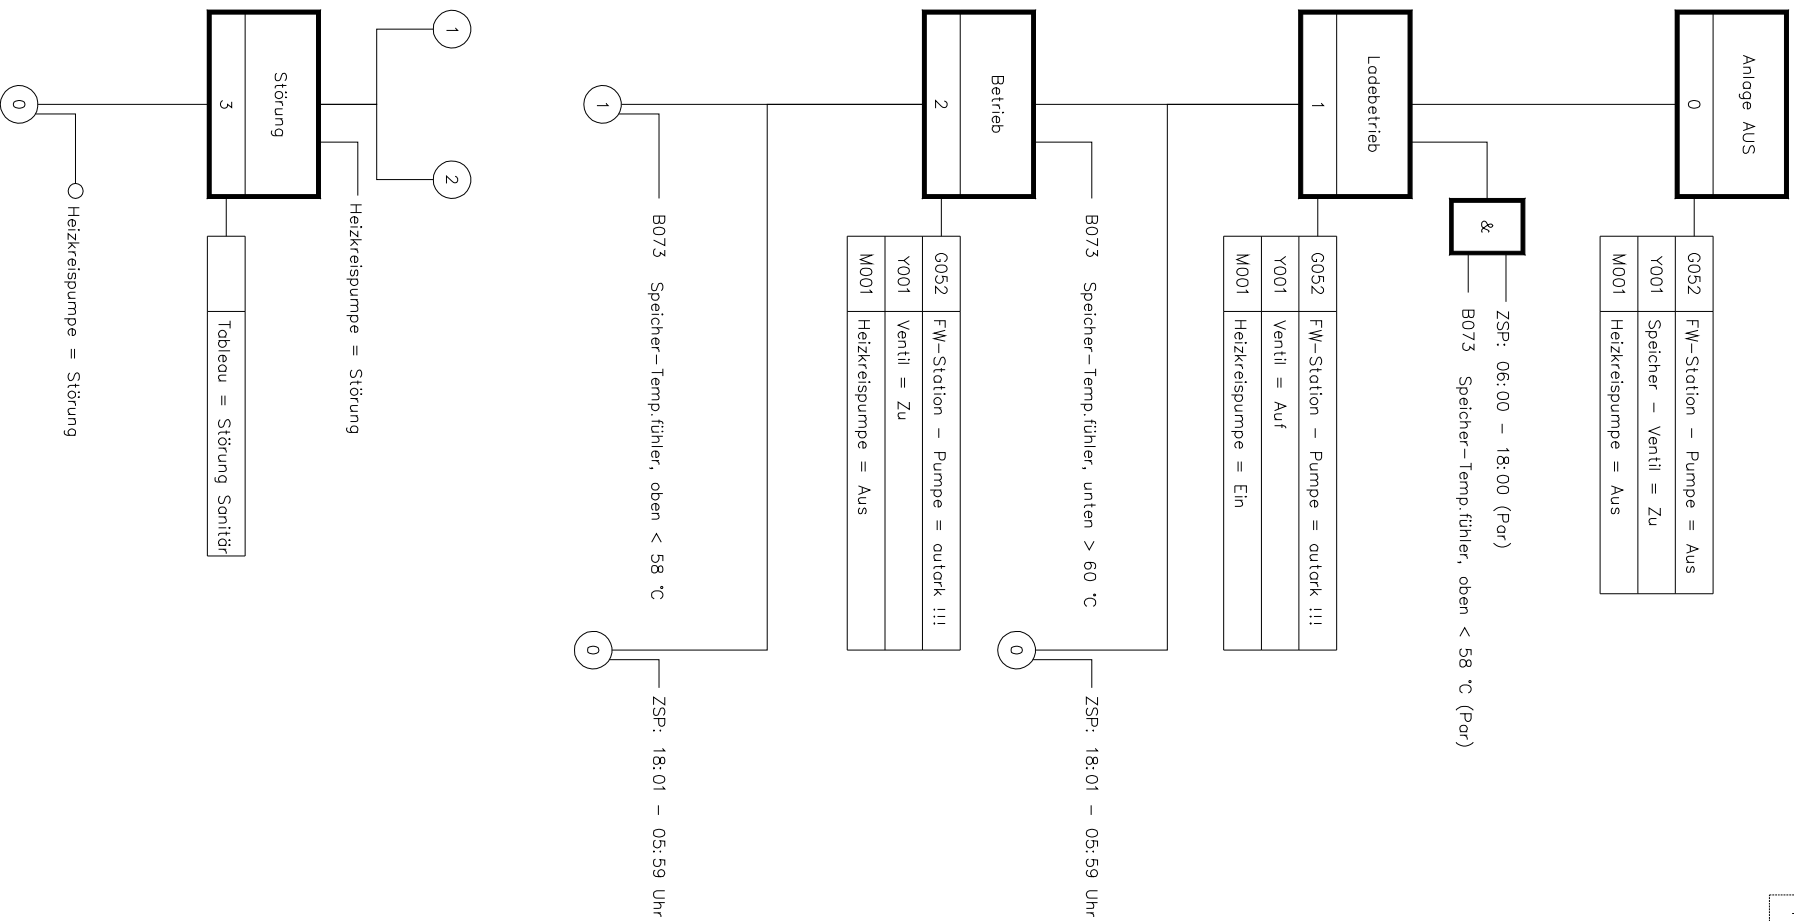 Anlage AUS
0
G052 FW-Station - Pumpe = Aus
Y001 Speicher - Ventil = Zu
M001 Heizkreispumpe = Aus
&
ZSP: 06:00 - 18:00 (Par)
B073 Speicher-Temp.fühler, oben < 58 °C (Par)
Ladebetrieb
1
G052 FW-Station - Pumpe = autark !!!
Y001 Ventil = Auf
M001 Heizkreispumpe = Ein
B073 Speicher-Temp.fühler, unten > 60 °C
0
ZSP: 18:01 - 05:59 Uhr
Betrieb
2
G052 FW-Station - Pumpe = autark !!!
Y001 Ventil = Zu
M001 Heizkreispumpe = Aus
1
B073 Speicher-Temp.fühler, oben < 58 °C
0
ZSP: 18:01 - 05:59 Uhr
1
2
Heizkreispumpe = Störung
Störung
3
Tableau = Störung Sanitär
0
Heizkreispumpe = Störung